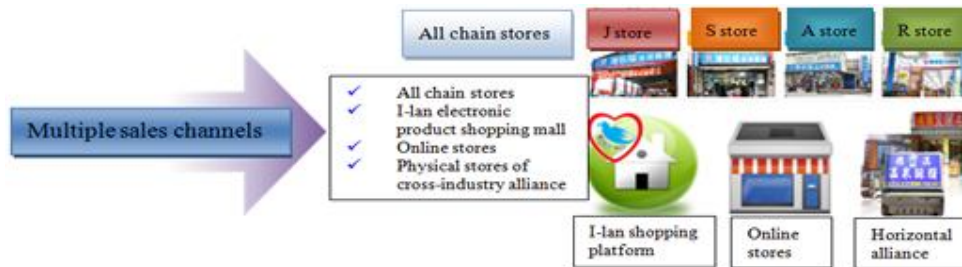 All chain stores
J store
S store
A store
R store
Multiple sales channels
✓ All chain stores
✓ I-lan electronic
product shopping mall
✓ Online stores
✓ Physical stores of
cross-industry alliance
I-lan shopping
platform
Online
stores
Horizontal
alliance